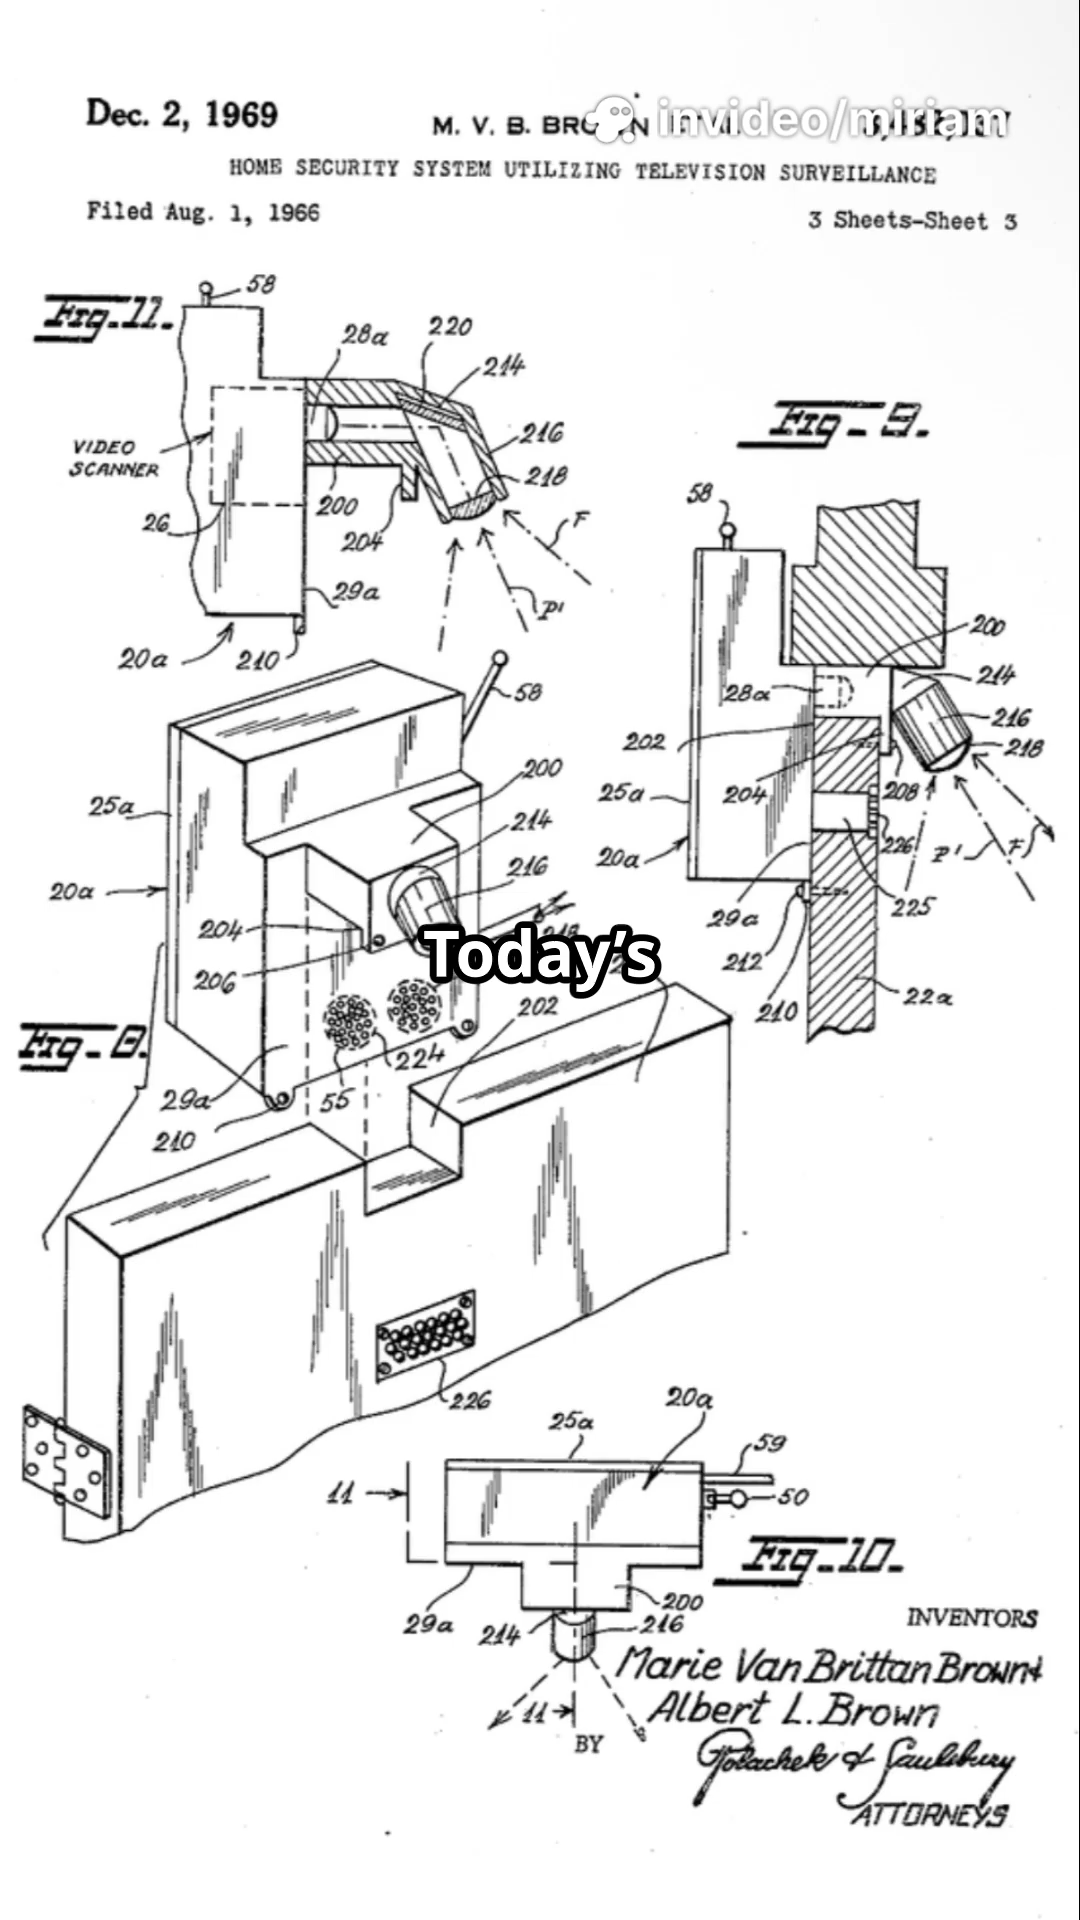 Dec. 2, 1969
M. V. B. ET AL
invideo/miriam
HOME SECURITY SYSTEM UTILIZING TELEVISION SURVEILLANCE
Filed Aug. 1, 1966
3 Sheets-Sheet 3
Fig. 11.
58
28a
220
214
216
218
VIDEO
SCANNER
26
200
204
F
P'
29a
20a
210
Fig. 9.
58
200
28a
214
216
218
202
204
208
25a
226
20a
P'
F
29a
225
212
210
22a
58
200
25a
214
216
20a
204
206
Today's
202
Fig. 8.
224
29a
55
210
226
20a
25a
59
11
50
Fig. 10.
200
29a
214
216
11
INVENTORS
Marie Van Brittan Brown &
Albert L. Brown
BY
Polachek & Saulsbury
ATTORNEYS